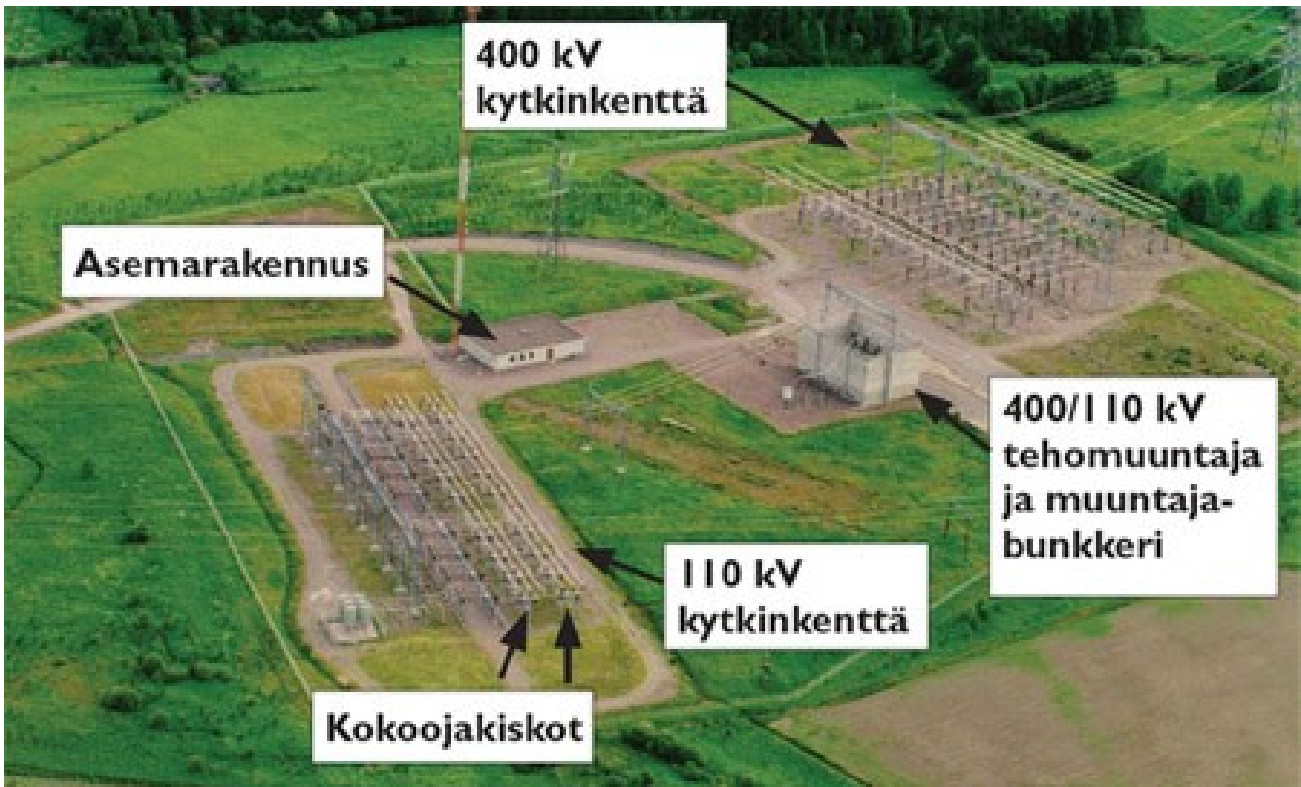 400 kV
kytkinkenttä
Asemarakennus
400/110 kV
tehomuuntaja
ja muuntaja-
bunkkeri
110 kV
kytkinkenttä
Kokoojakiskot